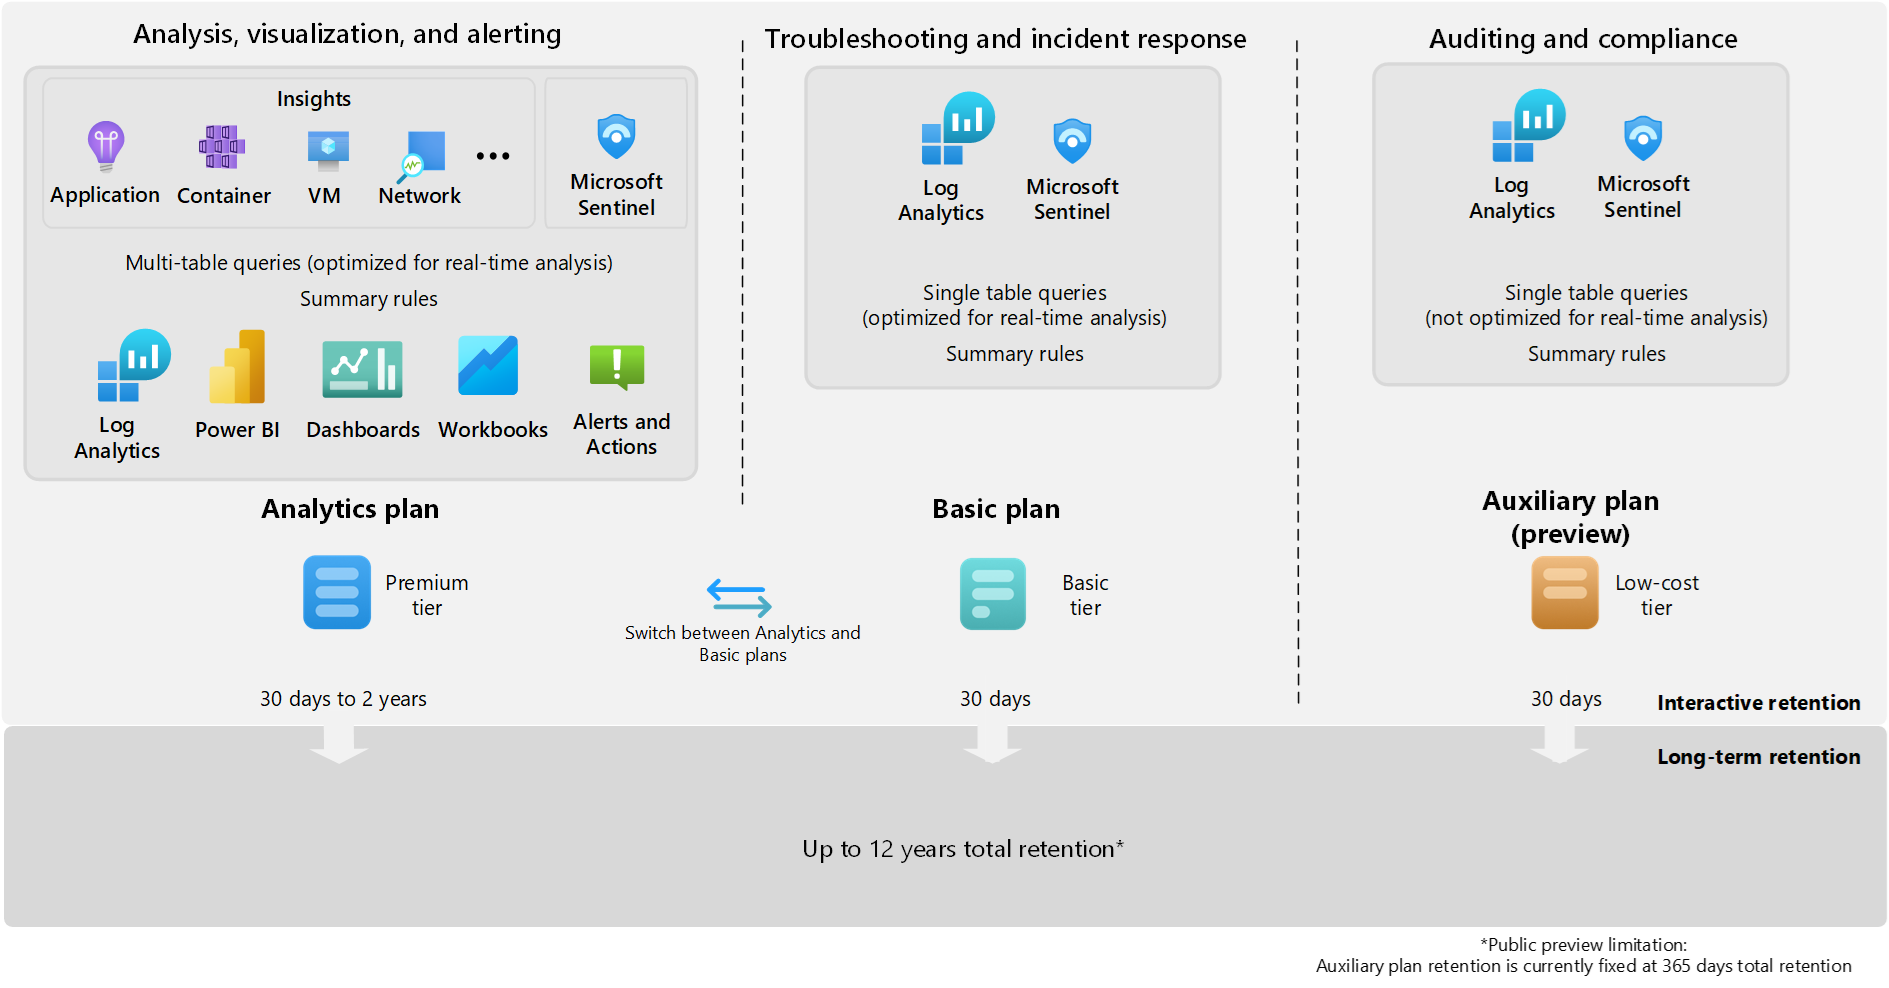 Analysis, visualization, and alerting
Insights
Application
Container
VM
Network
•••
Microsoft
Sentinel
Multi-table queries (optimized for real-time analysis)
Summary rules
Log
Analytics
Power BI
Dashboards
Workbooks
Alerts and
Actions
Analytics plan
Premium
tier
30 days to 2 years
Switch between Analytics and
Basic plans
Troubleshooting and incident response
Log
Analytics
Microsoft
Sentinel
Single table queries
(optimized for real-time analysis)
Summary rules
Basic plan
Basic
tier
30 days
Auditing and compliance
Log
Analytics
Microsoft
Sentinel
Single table queries
(not optimized for real-time analysis)
Summary rules
Auxiliary plan
(preview)
Low-cost
tier
30 days
Interactive retention
Long-term retention
Up to 12 years total retention*
*Public preview limitation:
Auxiliary plan retention is currently fixed at 365 days total retention